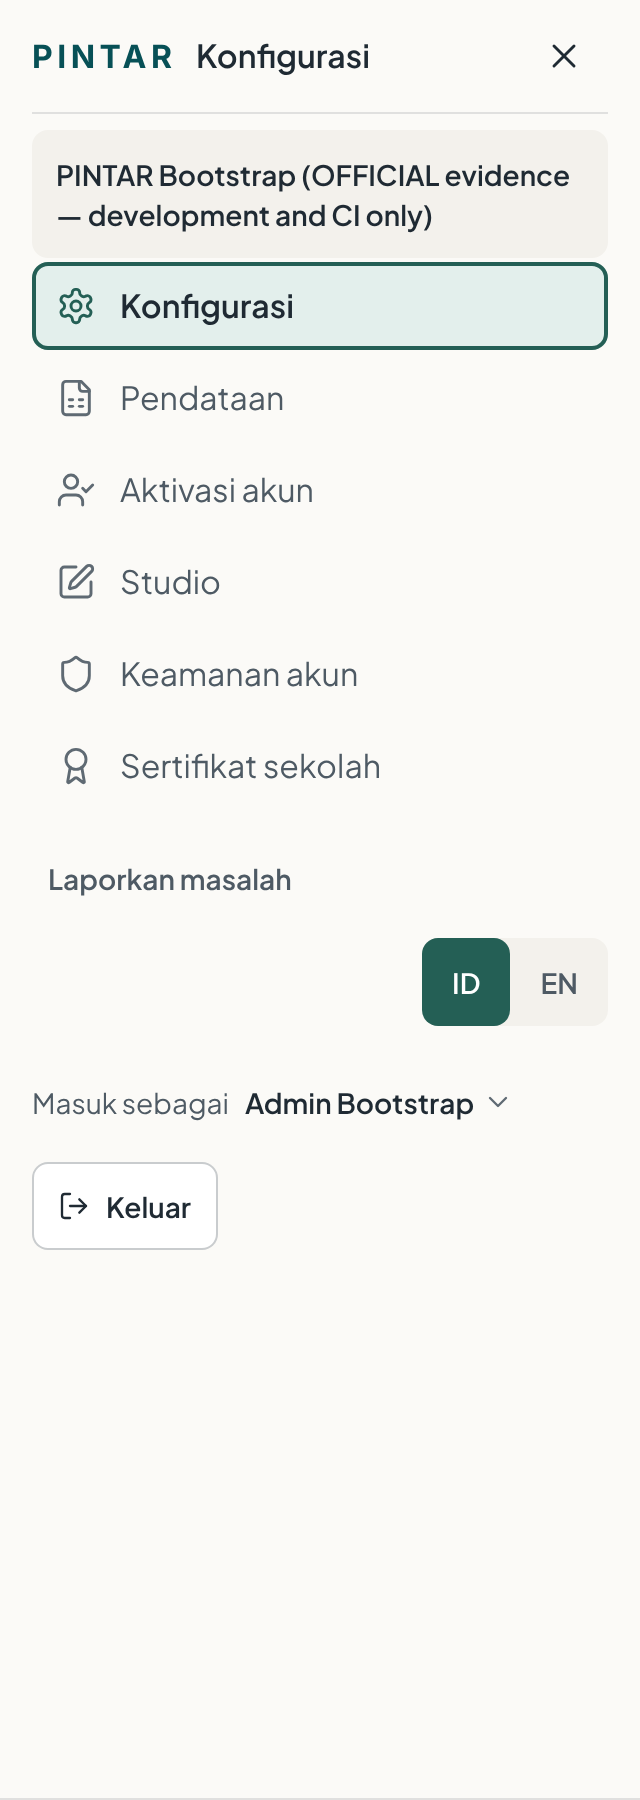 PINTAR Konfigurasi
PINTAR Bootstrap (OFFICIAL evidence
— development and CI only)
Konfigurasi
Pendataan
Aktivasi akun
Studio
Keamanan akun
Sertifikat sekolah
Laporkan masalah
ID EN
Masuk sebagai Admin Bootstrap
Keluar